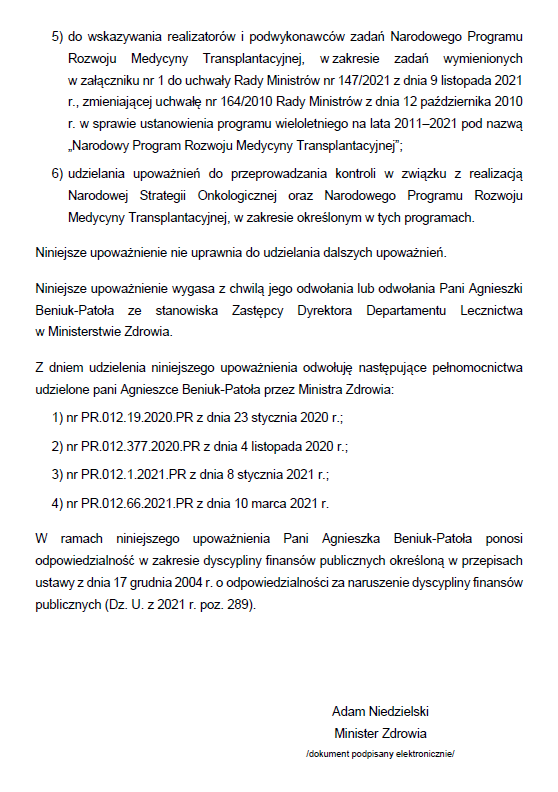 5) do wskazywania realizatorów i podwykonawców zadań Narodowego Programu
Rozwoju Medycyny Transplantacyjnej, w zakresie zadań wymienionych
w załączniku nr 1 do uchwały Rady Ministrów nr 147/2021 z dnia 9 listopada 2021
r., zmieniającej uchwałę nr 164/2010 Rady Ministrów z dnia 12 października 2010
r. w sprawie ustanowienia programu wieloletniego na lata 2011–2021 pod nazwą
„Narodowy Program Rozwoju Medycyny Transplantacyjnej”;
6) udzielania upoważnień do przeprowadzania kontroli w związku z realizacją
Narodowej Strategii Onkologicznej oraz Narodowego Programu Rozwoju
Medycyny Transplantacyjnej, w zakresie określonym w tych programach.
Niniejsze upoważnienie nie uprawnia do udzielania dalszych upoważnień.
Niniejsze upoważnienie wygasa z chwilą jego odwołania lub odwołania Pani Agnieszki
Beniuk-Patoła ze stanowiska Zastępcy Dyrektora Departamentu Lecznictwa
w Ministerstwie Zdrowia.
Z dniem udzielenia niniejszego upoważnienia odwołuję następujące pełnomocnictwa
udzielone pani Agnieszce Beniuk-Patoła przez Ministra Zdrowia:
1) nr PR.012.19.2020.PR z dnia 23 stycznia 2020 r.;
2) nr PR.012.377.2020.PR z dnia 4 listopada 2020 r.;
3) nr PR.012.1.2021.PR z dnia 8 stycznia 2021 r.;
4) nr PR.012.66.2021.PR z dnia 10 marca 2021 r.
W ramach niniejszego upoważnienia Pani Agnieszka Beniuk-Patoła ponosi
odpowiedzialność w zakresie dyscypliny finansów publicznych określoną w przepisach
ustawy z dnia 17 grudnia 2004 r. o odpowiedzialności za naruszenie dyscypliny finansów
publicznych (Dz. U. z 2021 r. poz. 289).
Adam Niedzielski
Minister Zdrowia
/dokument podpisany elektronicznie/